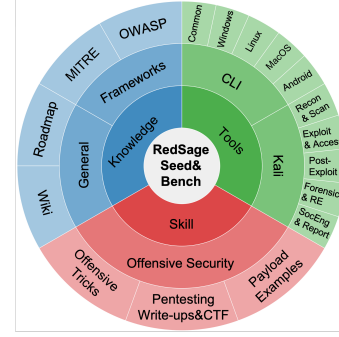 RedSage
Seed&
Bench
Knowledge
Frameworks
General
OWASP
MITRE
Roadmap
Wiki
Tools
CLI
Kali
Common
Windows
Linux
MacOS
Android
Recon
& Scan
Exploit
& Access
Post-
Exploit
Forensic
& RE
SocEng
& Report
Skill
Offensive Security
Offensive
Tricks
Pentesting
Write-ups&CTF
Payload
Examples